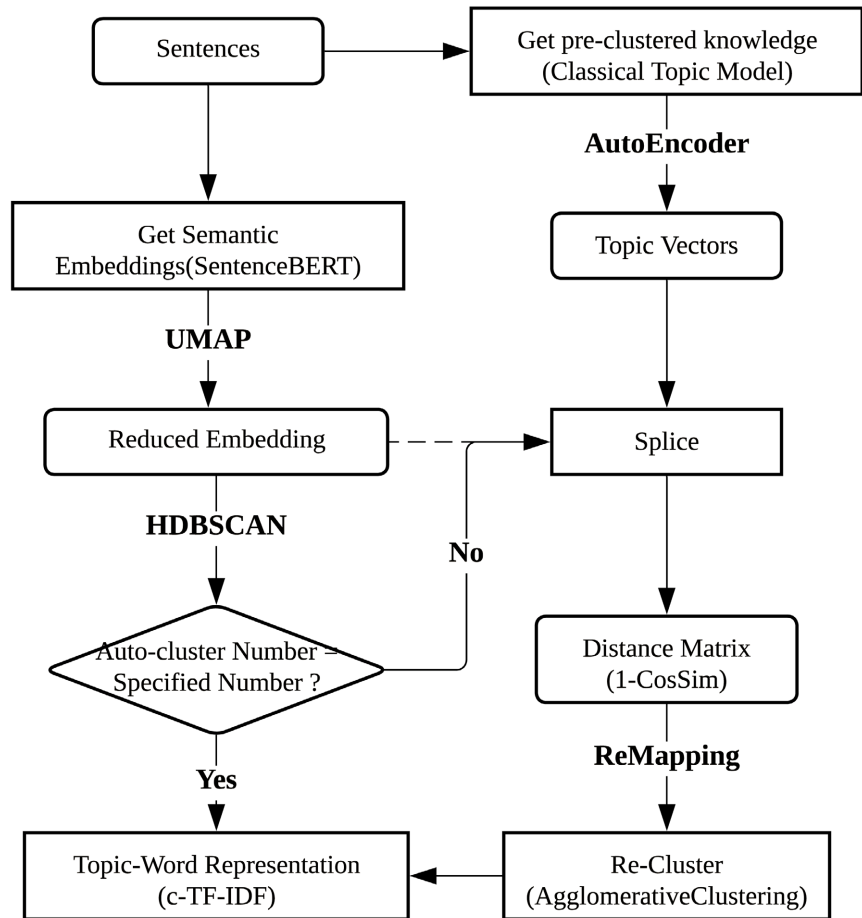 Sentences
Get pre-clustered knowledge
(Classical Topic Model)
AutoEncoder
Get Semantic
Embeddings(SentenceBERT)
Topic Vectors
UMAP
Reduced Embedding
Splice
HDBSCAN
No
Auto-cluster Number =
Specified Number ?
Distance Matrix
(1-CosSim)
Yes
ReMapping
Topic-Word Representation
(c-TF-IDF)
Re-Cluster
(AgglomerativeClustering)